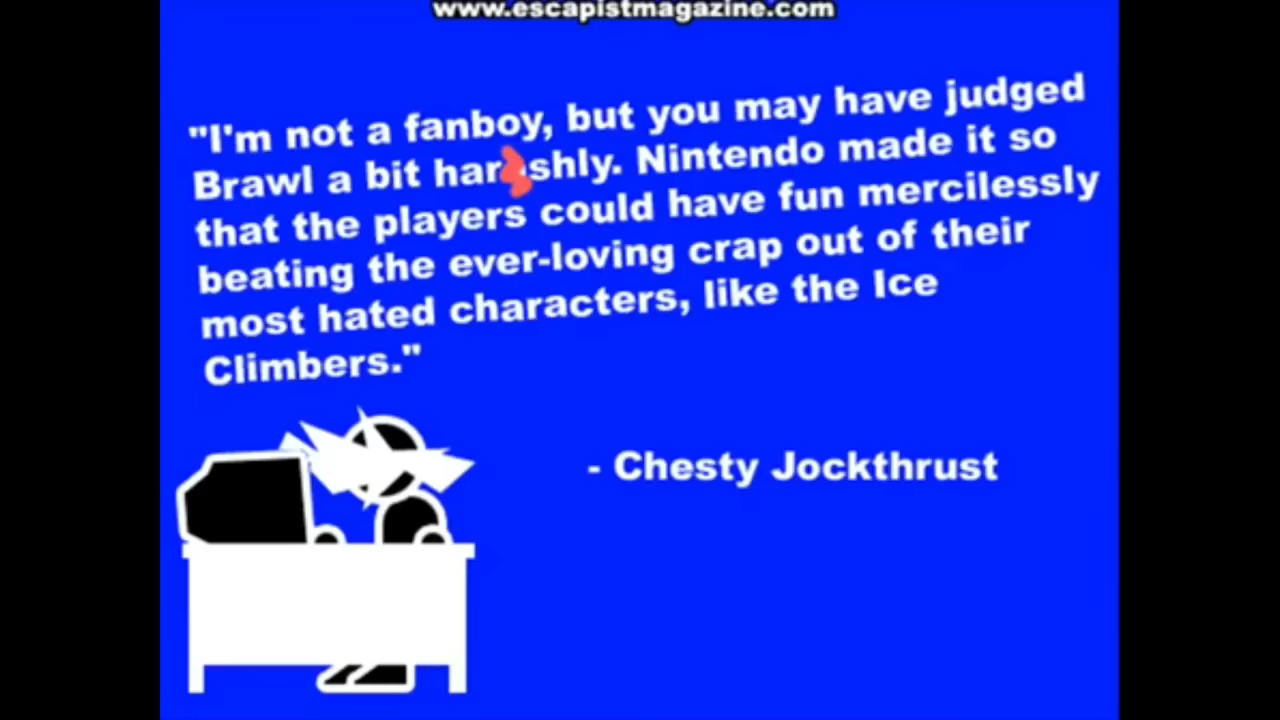 www.escapistmagazine.com
"I'm not a fanboy, but you may have judged
Brawl a bit harshly. Nintendo made it so
that the players could have fun mercilessly
beating the ever-loving crap out of their
most hated characters, like the Ice
Climbers."
- Chesty Jockthrust